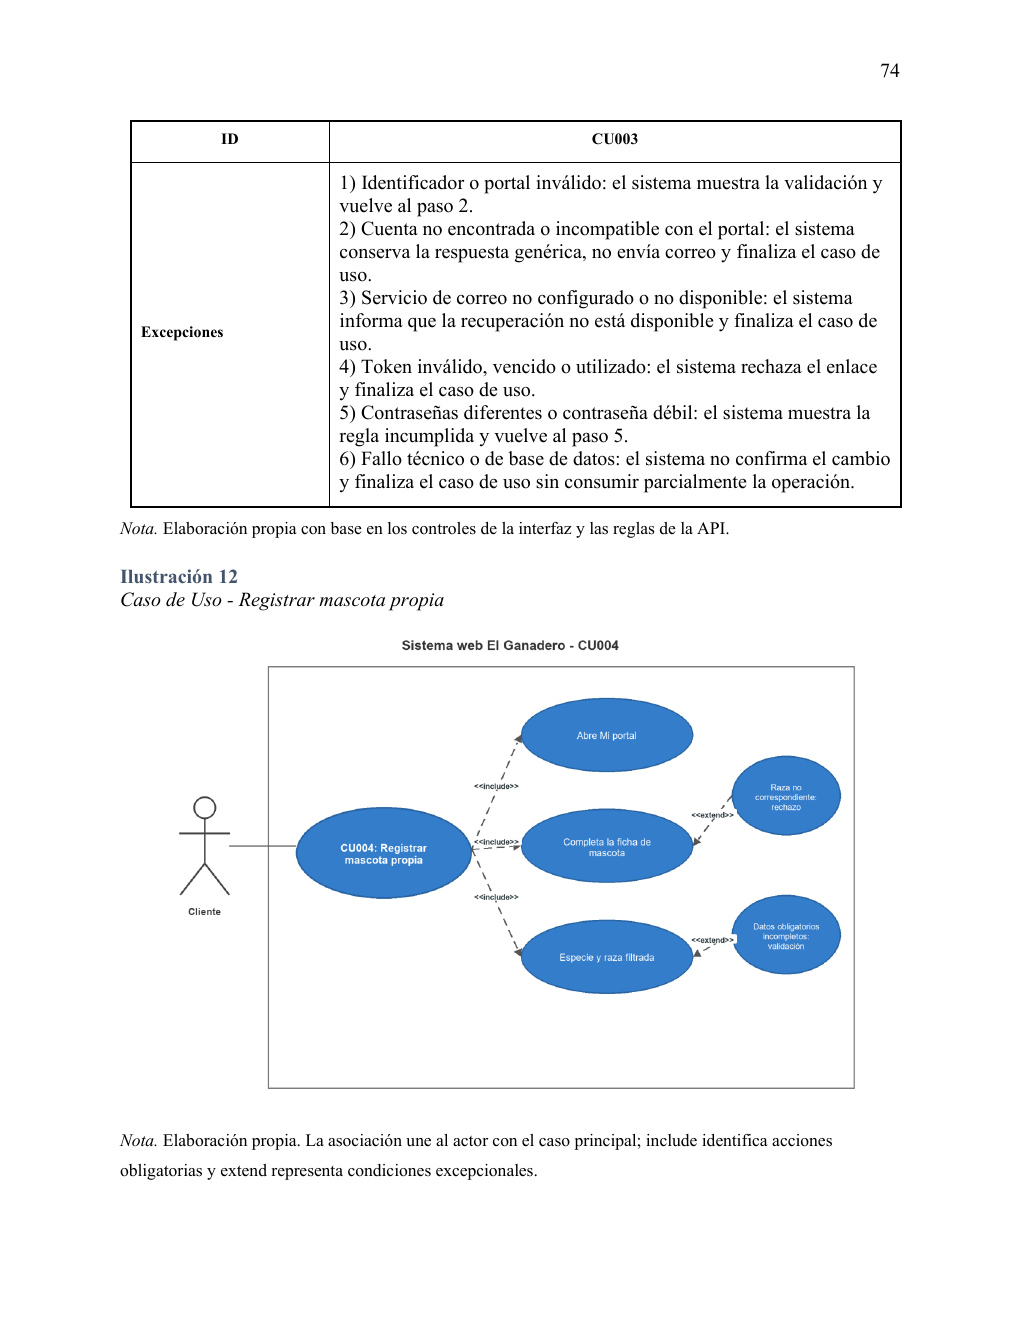 74
ID
CU003
Excepciones
1) Identificador o portal inválido: el sistema muestra la validación y
vuelve al paso 2.
2) Cuenta no encontrada o incompatible con el portal: el sistema
conserva la respuesta genérica, no envía correo y finaliza el caso de
uso.
3) Servicio de correo no configurado o no disponible: el sistema
informa que la recuperación no está disponible y finaliza el caso de
uso.
4) Token inválido, vencido o utilizado: el sistema rechaza el enlace
y finaliza el caso de uso.
5) Contraseñas diferentes o contraseña débil: el sistema muestra la
regla incumplida y vuelve al paso 5.
6) Fallo técnico o de base de datos: el sistema no confirma el cambio
y finaliza el caso de uso sin consumir parcialmente la operación.
Nota. Elaboración propia con base en los controles de la interfaz y las reglas de la API.
Ilustración 12
Caso de Uso - Registrar mascota propia
Sistema web El Ganadero - CU004
Abre Mi portal
<<include>>
Raza no
correspondiente:
rechazo
<<extend>>
CU004: Registrar
mascota propia
<<include>>
Completa la ficha de
mascota
Cliente
<<include>>
Datos obligatorios
incompletos:
validación
<<extend>>
Especie y raza filtrada
Nota. Elaboración propia. La asociación une al actor con el caso principal; include identifica acciones
obligatorias y extend representa condiciones excepcionales.